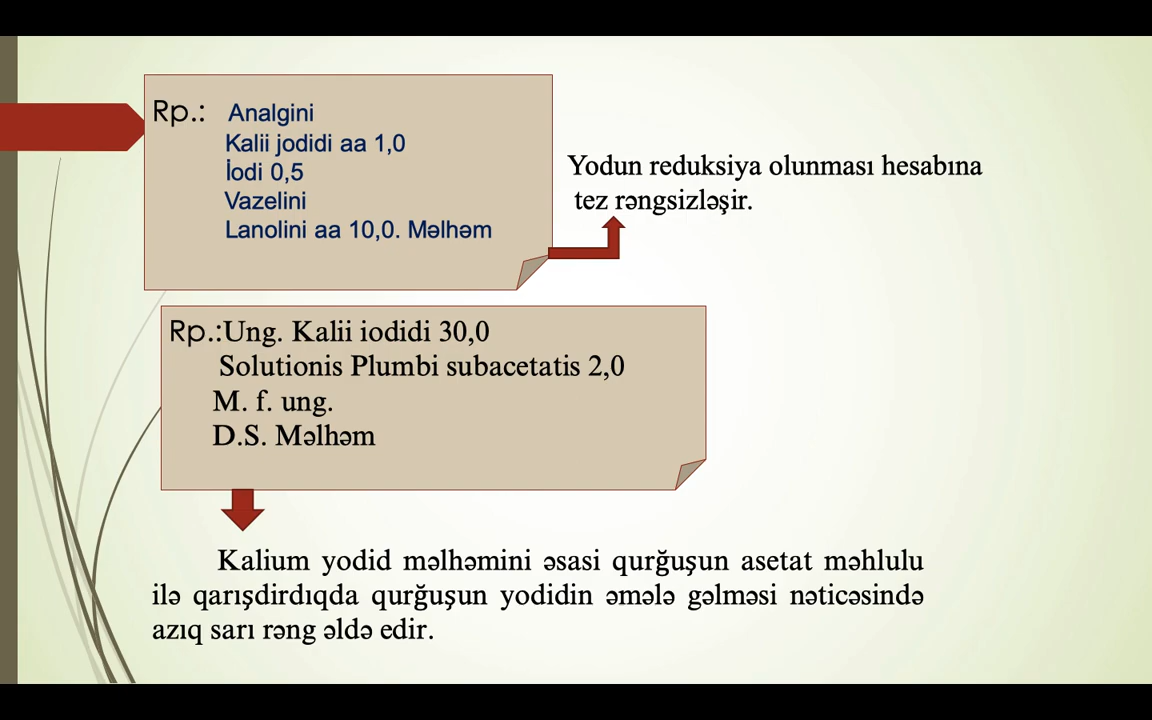 Rp.: Analgini
Kalii jodidi aa 1,0
İodi 0,5
Vazelini
Lanolini aa 10,0. Məlhəm
Yodun reduksiya olunması hesabına
tez rəngsizləşir.
Rp.:Ung. Kalii iodidi 30,0
Solutionis Plumbi subacetatis 2,0
M. f. ung.
D.S. Məlhəm
Kalium yodid məlhəmini əsasi qurğuşun asetat məhlulu
ilə qarışdirdıqda qurğuşun yodidin əmələ gəlməsi nəticəsində
azıq sarı rəng əldə edir.